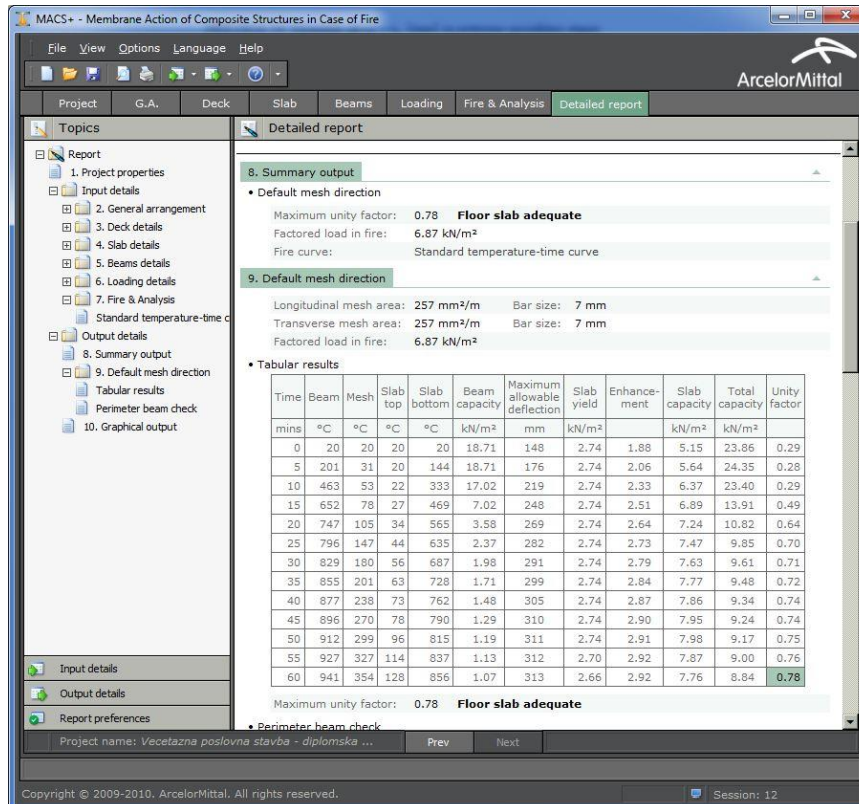 MACS+ - Membrane Action of Composite Structures in Case of Fire
File View Options Language Help
ArcelorMittal
Project G.A. Deck Slab Beams Loading Fire & Analysis Detailed report
Topics
Report
1. Project properties
Input details
2. General arrangement
3. Deck details
4. Slab details
5. Beams details
6. Loading details
7. Fire & Analysis
Standard temperature-time c
Output details
8. Summary output
9. Default mesh direction
Tabular results
Perimeter beam check
10. Graphical output
Input details
Output details
Report preferences
Detailed report
8. Summary output
• Default mesh direction
Maximum unity factor: 0.78 Floor slab adequate
Factored load in fire: 6.87 kN/m²
Fire curve: Standard temperature-time curve
9. Default mesh direction
Longitudinal mesh area: 257 mm²/m Bar size: 7 mm
Transverse mesh area: 257 mm²/m Bar size: 7 mm
Factored load in fire: 6.87 kN/m²
• Tabular results
Time Beam Mesh Slab top Slab bottom Beam capacity Maximum allowable deflection Slab yield Enhance-ment Slab capacity Total capacity Unity factor
mins °C °C °C °C kN/m² mm kN/m² kN/m² kN/m²
0 20 20 20 20 18.71 148 2.74 1.88 5.15 23.86 0.29
5 201 31 20 144 18.71 176 2.74 2.06 5.64 24.35 0.28
10 463 53 22 333 17.02 219 2.74 2.33 6.37 23.40 0.29
15 652 78 27 469 7.02 248 2.74 2.51 6.89 13.91 0.49
20 747 105 34 565 3.58 269 2.74 2.64 7.24 10.82 0.64
25 796 147 44 635 2.37 282 2.74 2.73 7.47 9.85 0.70
30 829 180 56 687 1.98 291 2.74 2.79 7.63 9.61 0.71
35 855 201 63 728 1.71 299 2.74 2.84 7.77 9.48 0.72
40 877 238 73 762 1.48 305 2.74 2.87 7.86 9.34 0.74
45 896 270 78 790 1.29 310 2.74 2.90 7.95 9.24 0.74
50 912 299 96 815 1.19 311 2.74 2.91 7.98 9.17 0.75
55 927 327 114 837 1.13 312 2.70 2.92 7.87 9.00 0.76
60 941 354 128 856 1.07 313 2.66 2.92 7.76 8.84 0.78
Maximum unity factor: 0.78 Floor slab adequate
• Perimeter beam check
Project name: Vecetazna poslovna stavba - diplomska ... Prev Next
Copyright © 2009-2010. ArcelorMittal. All rights reserved. Session: 12